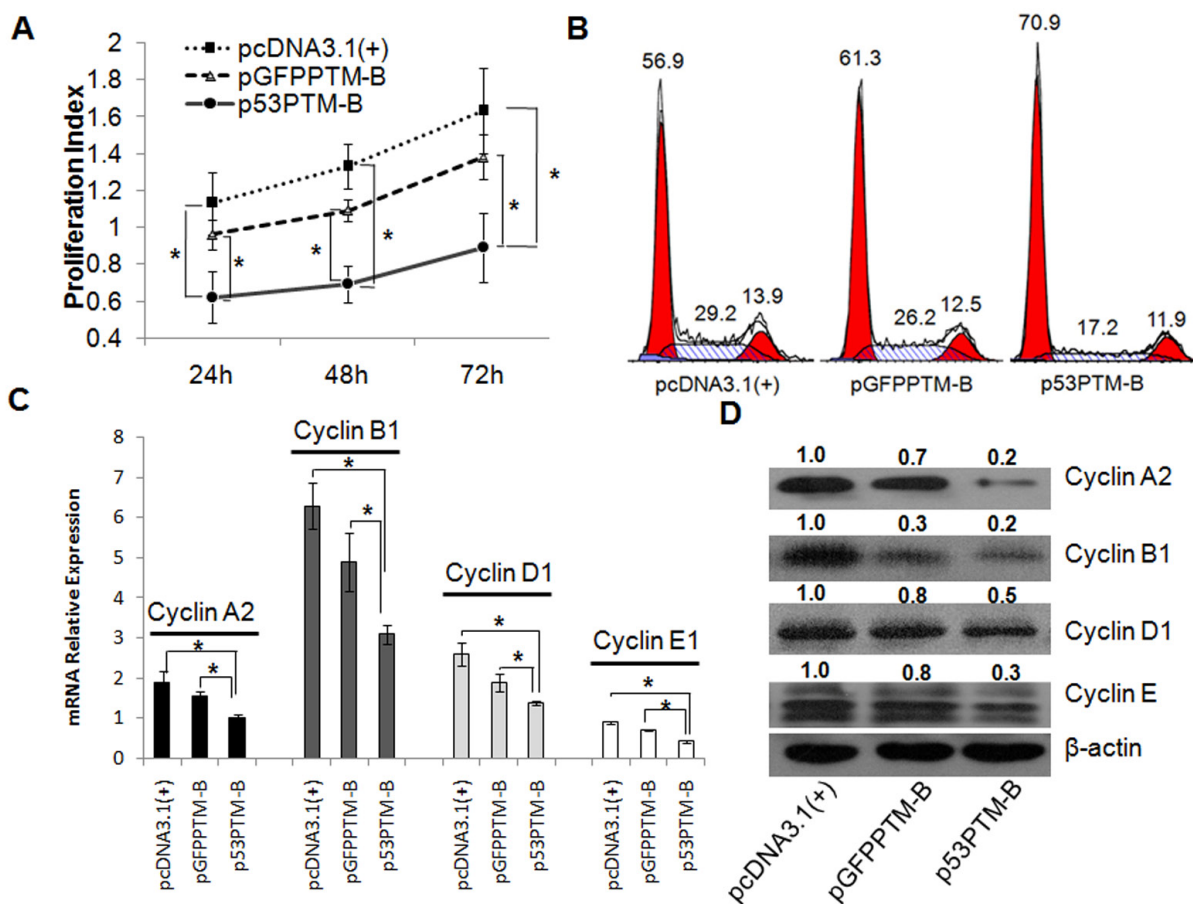 A
pcDNA3.1(+)
pGFPPTM-B
p53PTM-B
Proliferation Index
2
1.8
1.6
1.4
1.2
1
0.8
0.6
0.4
*
*
*
*
*
*
24h
48h
72h
B
56.9
61.3
70.9
29.2
13.9
26.2
12.5
17.2
11.9
pcDNA3.1(+)
pGFPPTM-B
p53PTM-B
C
mRNA Relative Expression
8
7
6
5
4
3
2
1
0
Cyclin A2
*
*
Cyclin B1
*
*
Cyclin D1
*
*
Cyclin E1
*
*
pcDNA3.1(+)
pGFPPTM-B
p53PTM-B
pcDNA3.1(+)
pGFPPTM-B
p53PTM-B
pcDNA3.1(+)
pGFPPTM-B
p53PTM-B
pcDNA3.1(+)
pGFPPTM-B
p53PTM-B
D
1.0 0.7 0.2
Cyclin A2
1.0 0.3 0.2
Cyclin B1
1.0 0.8 0.5
Cyclin D1
1.0 0.8 0.3
Cyclin E
β-actin
pcDNA3.1(+)
pGFPPTM-B
p53PTM-B